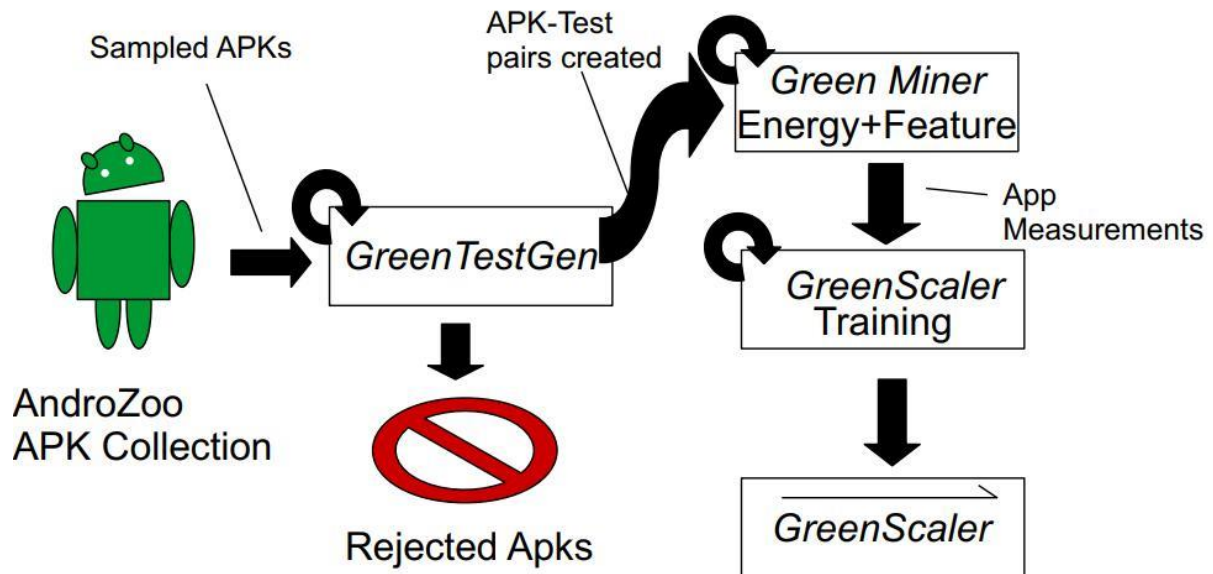 Sampled APKs
APK-Test
pairs created
Green Miner
Energy+Feature
App
Measurements
GreenTestGen
GreenScaler
Training
AndroZoo
APK Collection
Rejected Apks
GreenScaler